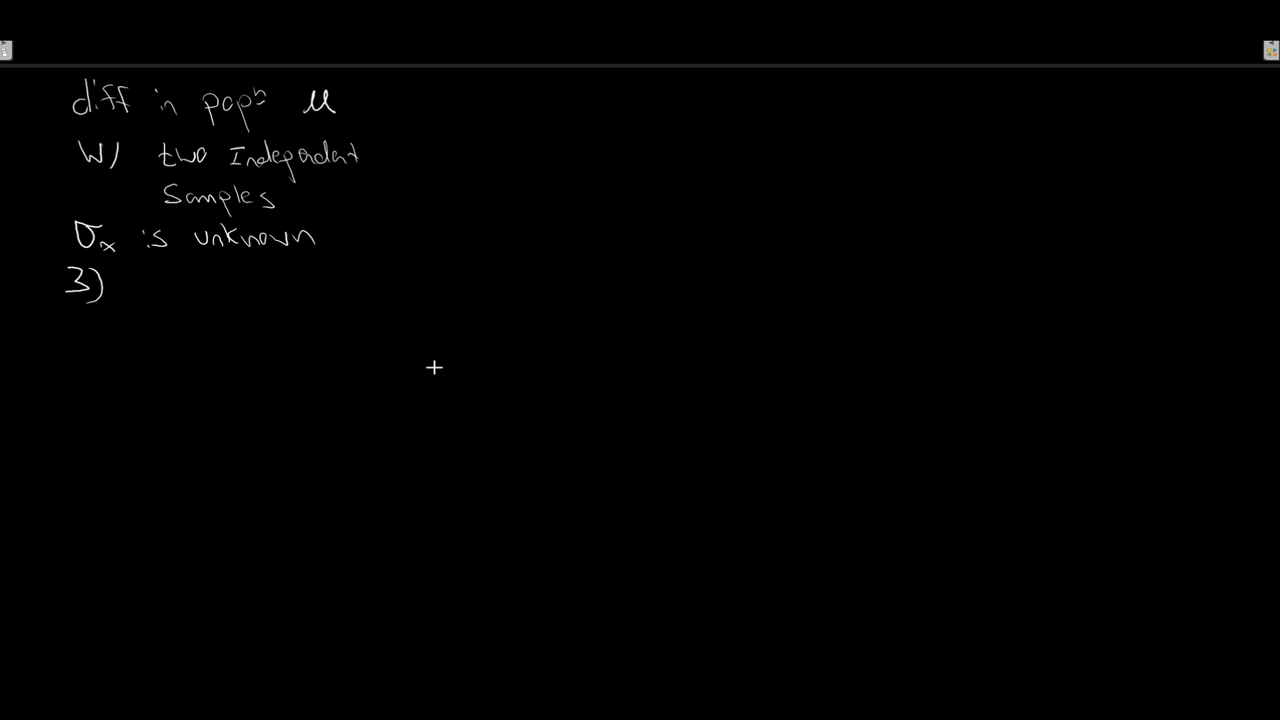 diff in popⁿ μ
w/ two Independent
Samples
σₓ is unknown
3)